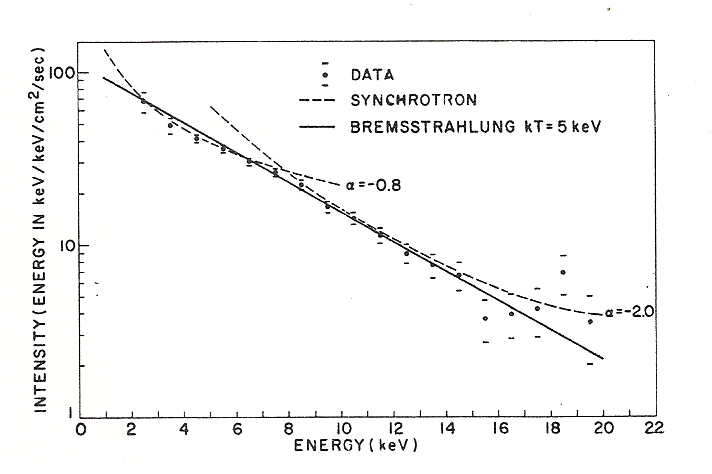 INTENSITY (ENERGY IN keV/keV/cm²/sec)
100
10
1
DATA
SYNCHROTRON
BREMSSTRAHLUNG kT=5 keV
α=-0.8
α=-2.0
0 2 4 6 8 10 12 14 16 18 20 22
ENERGY (keV)